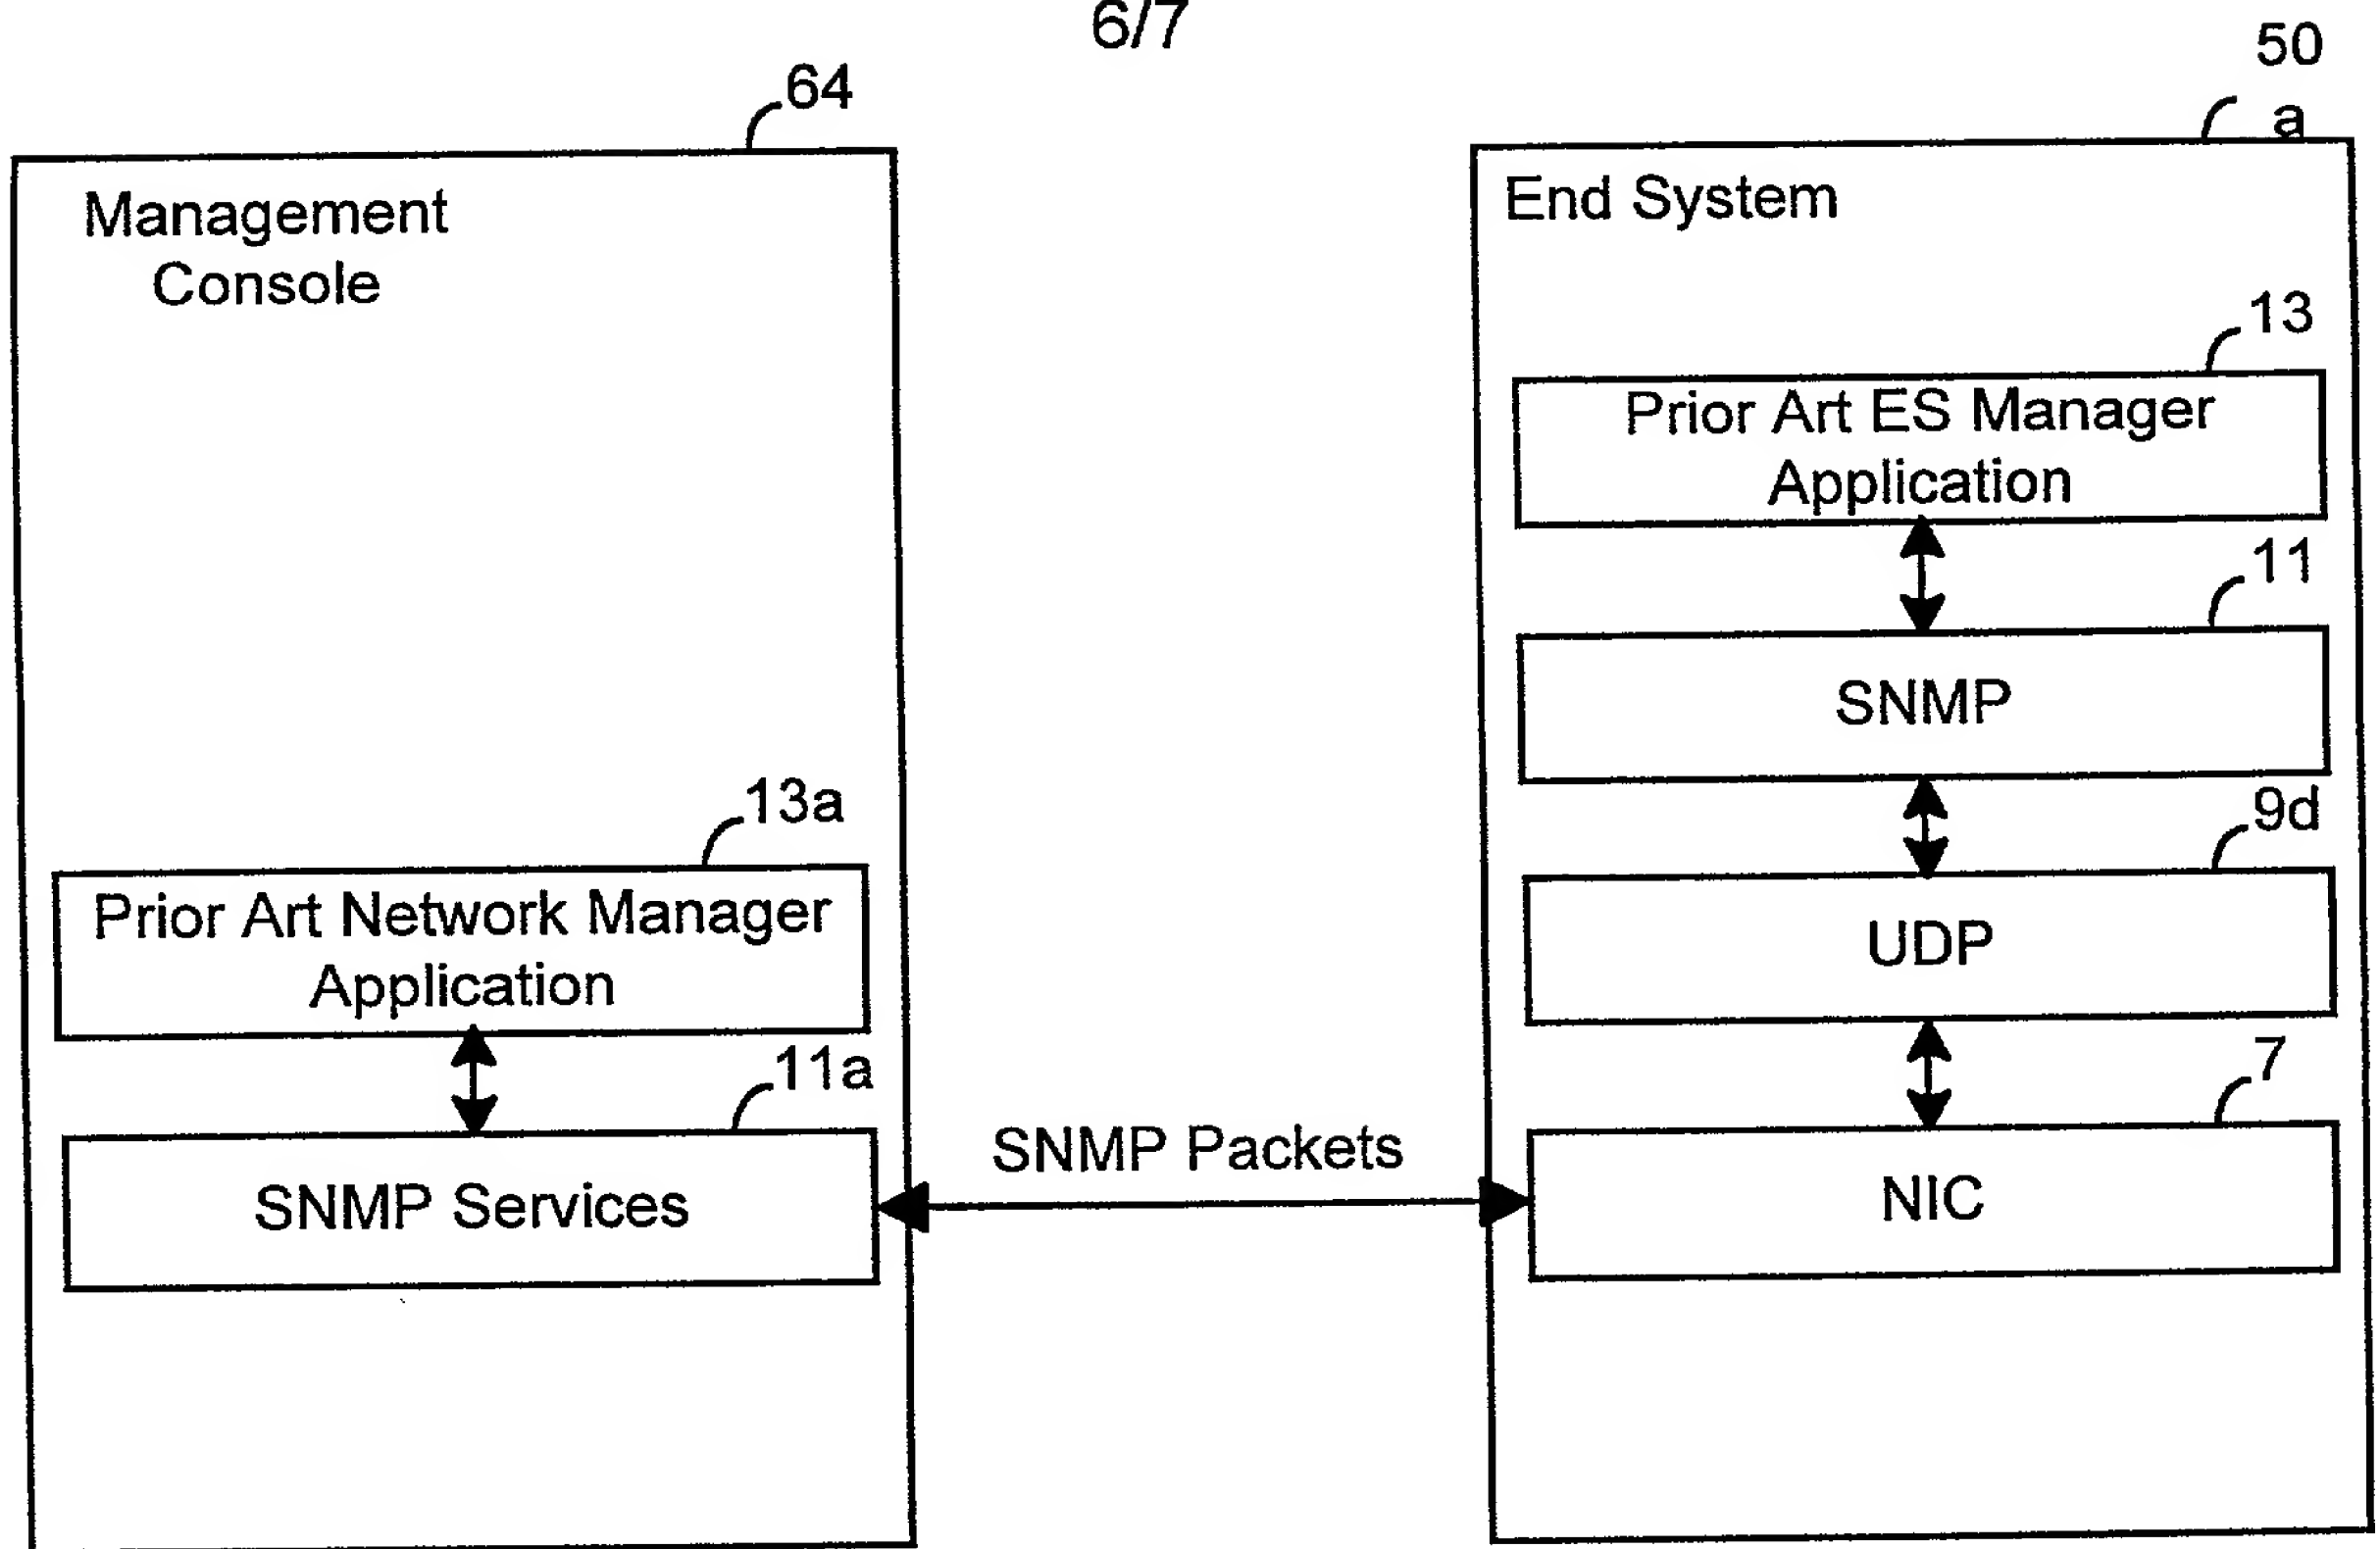 6/7
64
Management
Console
13a
Prior Art Network Manager
Application
11a
SNMP Services
SNMP Packets
50
a
End System
13
Prior Art ES Manager
Application
11
SNMP
9d
UDP
7
NIC